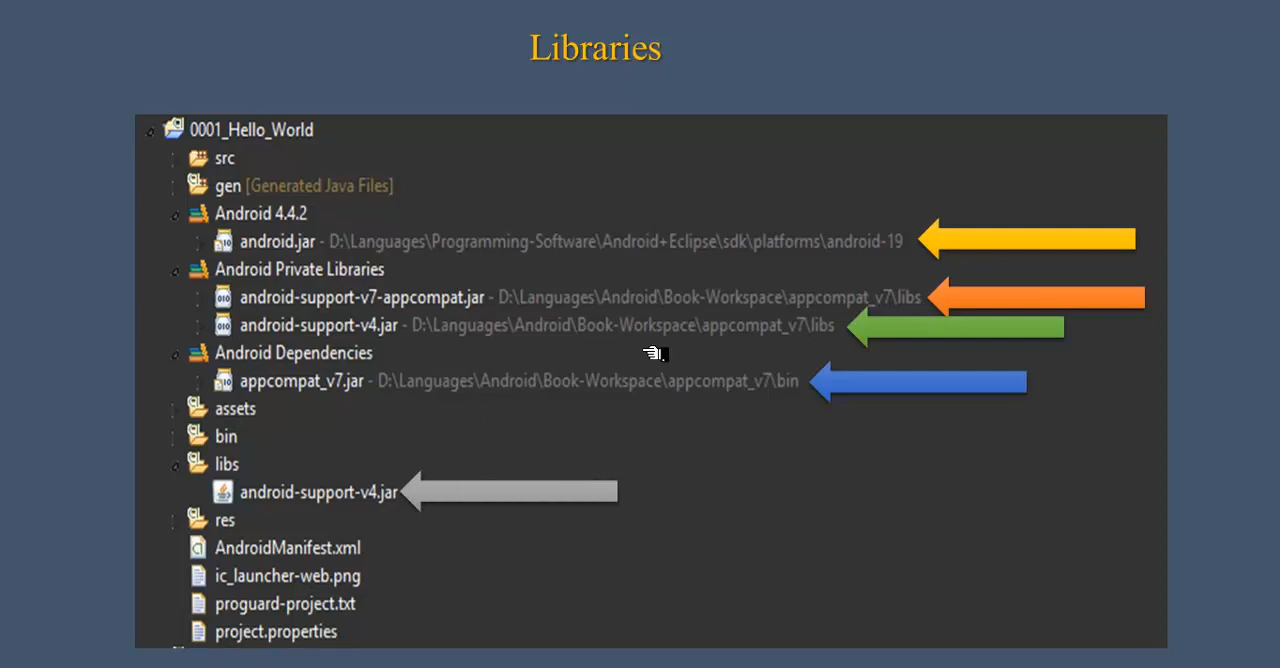 Libraries
0001_Hello_World
src
gen [Generated Java Files]
Android 4.4.2
android.jar - D:\Languages\Programming-Software\Android+Eclipse\sdk\platforms\android-19
Android Private Libraries
android-support-v7-appcompat.jar - D:\Languages\Android\Book-Workspace\appcompat_v7\libs
android-support-v4.jar - D:\Languages\Android\Book-Workspace\appcompat_v7\libs
Android Dependencies
appcompat_v7.jar - D:\Languages\Android\Book-Workspace\appcompat_v7\bin
assets
bin
libs
android-support-v4.jar
res
AndroidManifest.xml
ic_launcher-web.png
proguard-project.txt
project.properties